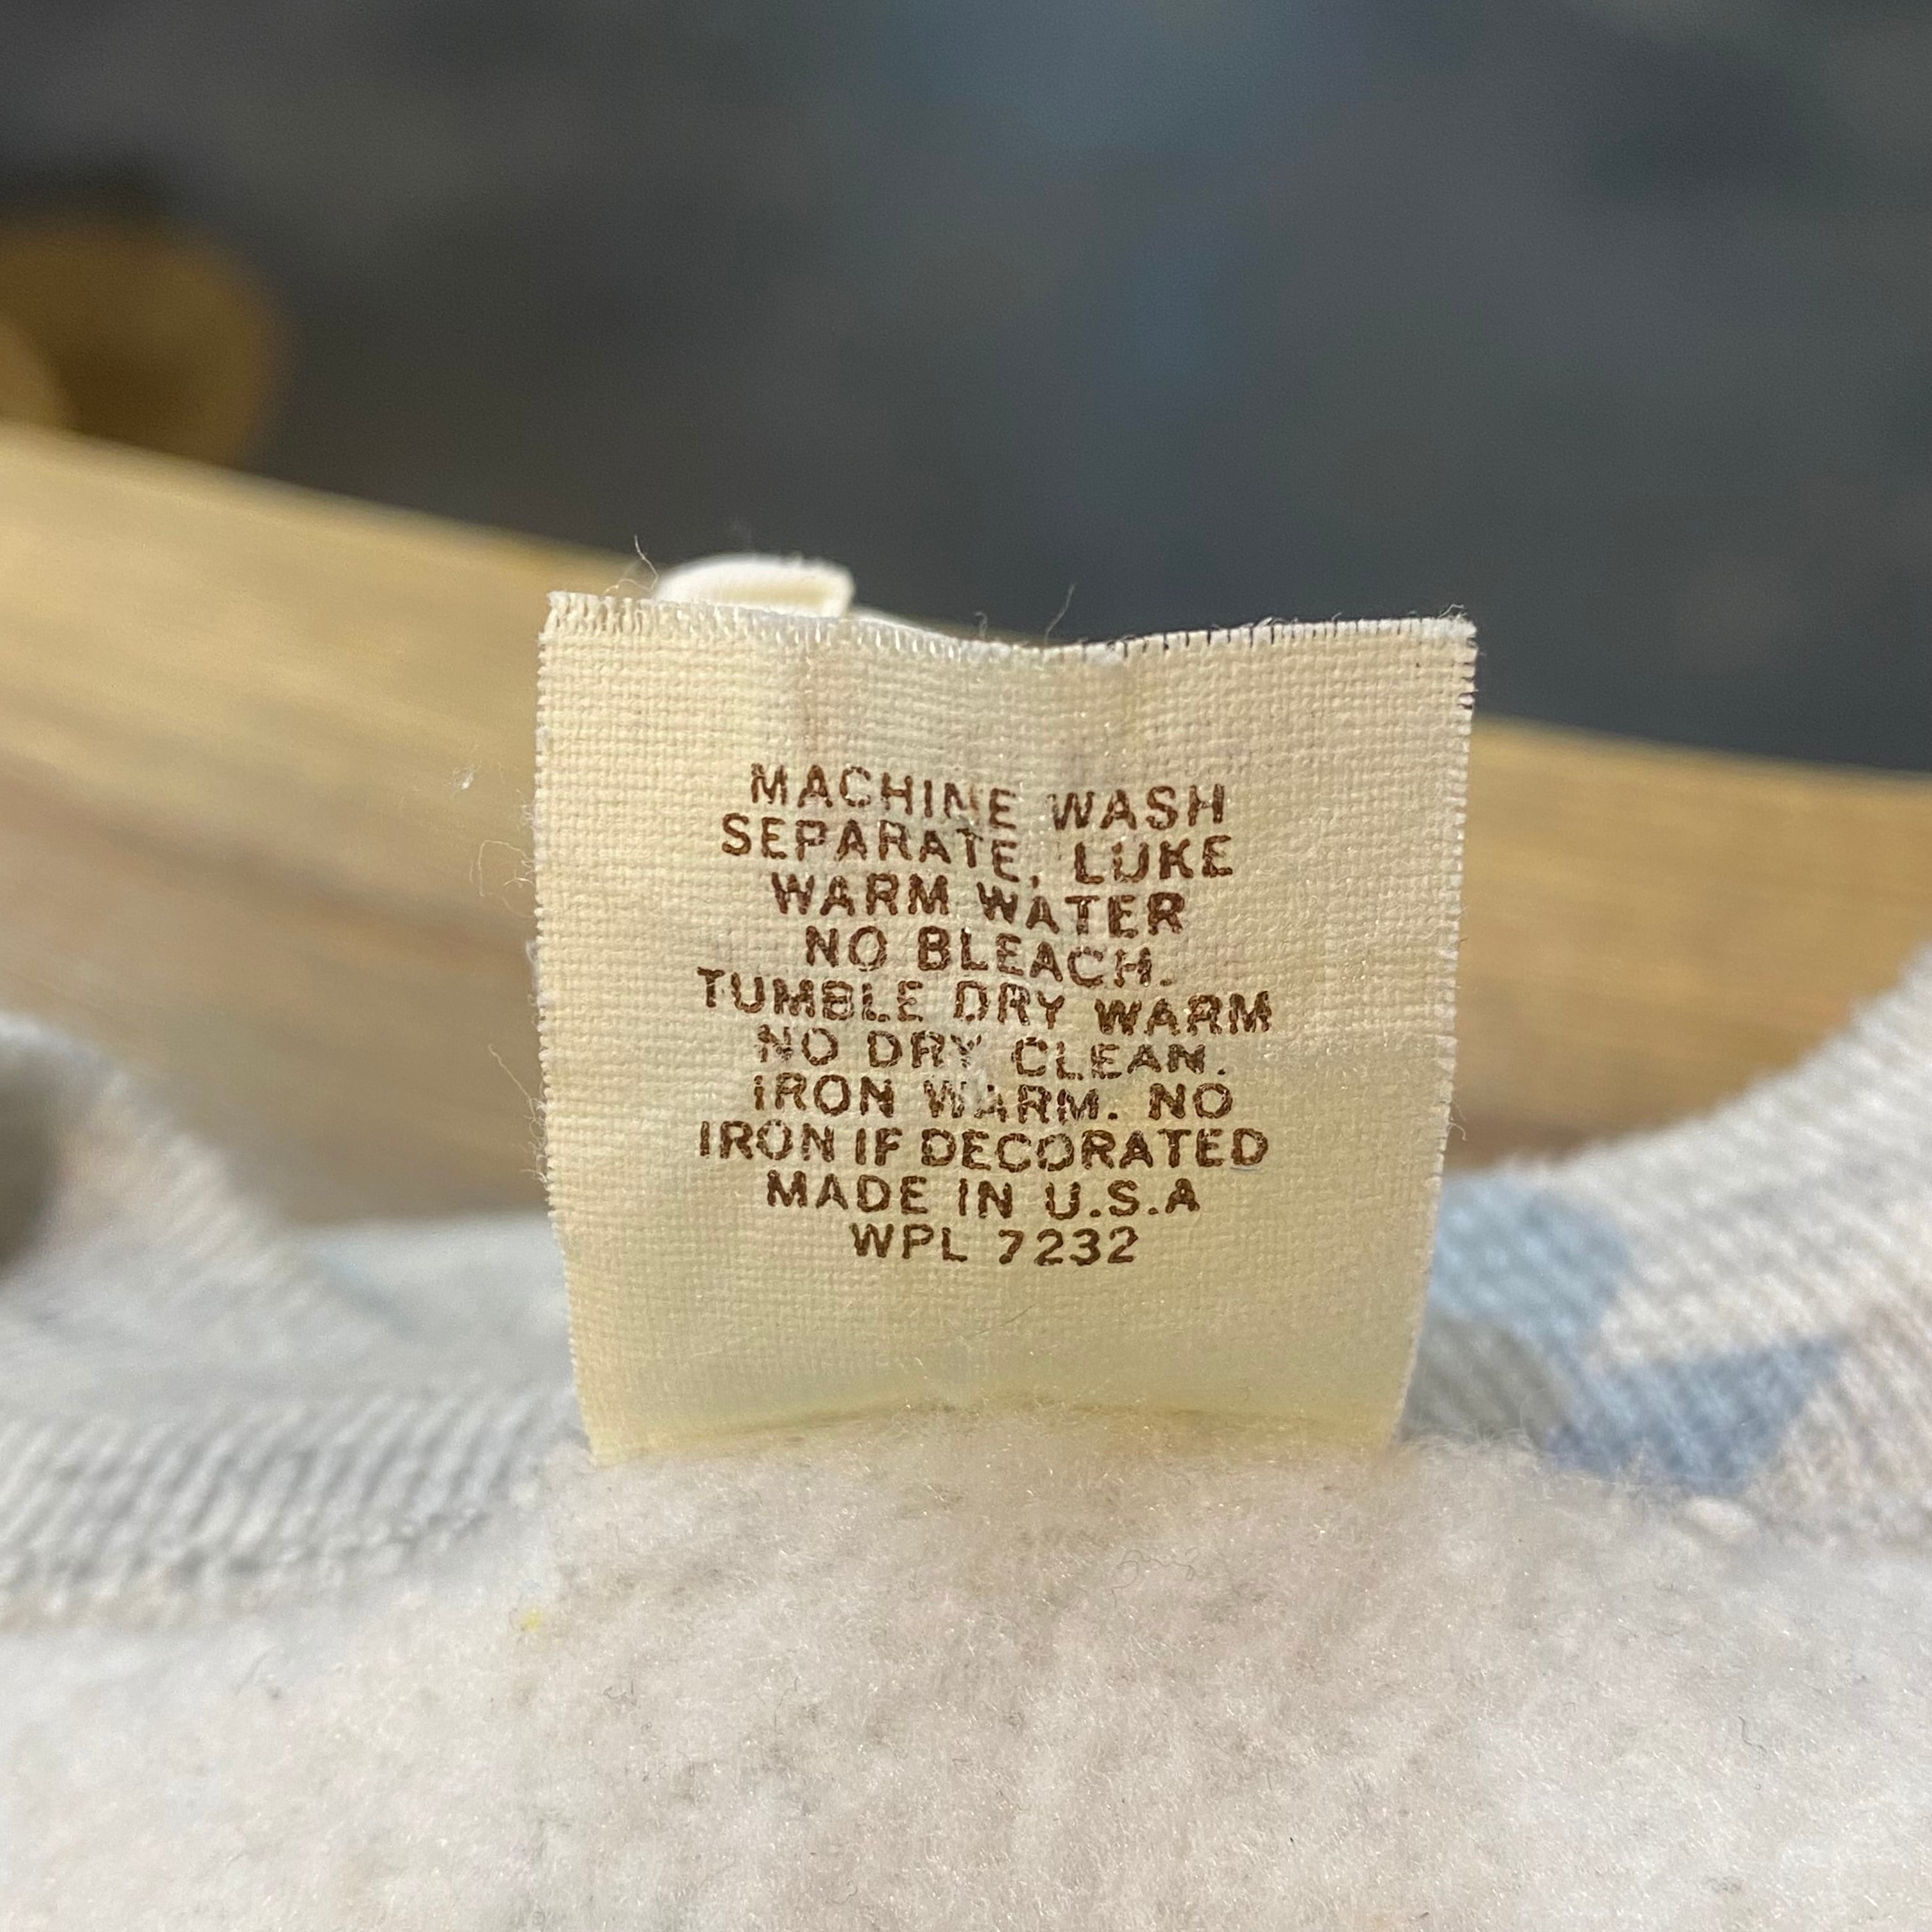 MACHINE WASH
SEPARATE, LUKE
WARM WATER
NO BLEACH.
TUMBLE DRY WARM
NO DRY CLEAN.
IRON WARM. NO
IRON IF DECORATED
MADE IN U.S.A
WPL 7232